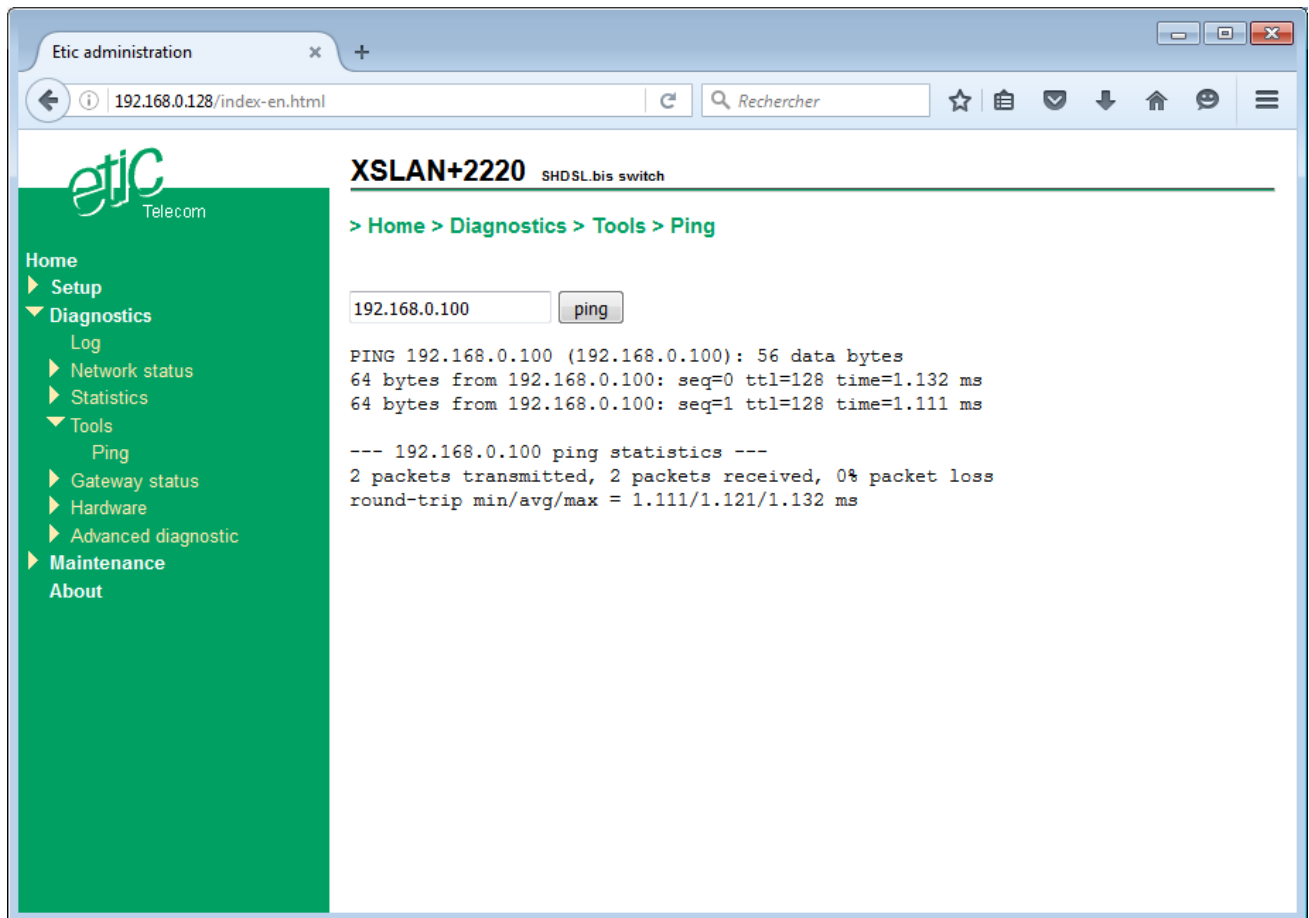 Etic administration
192.168.0.128/index-en.html
Rechercher
etic
Telecom
Home
Setup
Diagnostics
Log
Network status
Statistics
Tools
Ping
Gateway status
Hardware
Advanced diagnostic
Maintenance
About
XSLAN+2220 SHDSL.bis switch
> Home > Diagnostics > Tools > Ping
192.168.0.100 ping
PING 192.168.0.100 (192.168.0.100): 56 data bytes
64 bytes from 192.168.0.100: seq=0 ttl=128 time=1.132 ms
64 bytes from 192.168.0.100: seq=1 ttl=128 time=1.111 ms
--- 192.168.0.100 ping statistics ---
2 packets transmitted, 2 packets received, 0% packet loss
round-trip min/avg/max = 1.111/1.121/1.132 ms